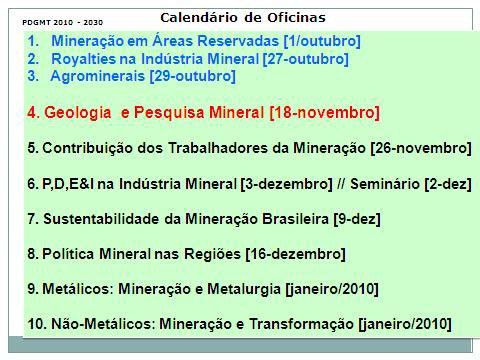 PDGMT 2010 - 2030
Calendário de Oficinas
1. Mineração em Áreas Reservadas [1/outubro]
2. Royalties na Indústria Mineral [27-outubro]
3. Agrominerais [29-outubro]
4. Geologia e Pesquisa Mineral [18-novembro]
5. Contribuição dos Trabalhadores da Mineração [26-novembro]
6. P,D,E&I na Indústria Mineral [3-dezembro] // Seminário [2-dez]
7. Sustentabilidade da Mineração Brasileira [9-dez]
8. Política Mineral nas Regiões [16-dezembro]
9. Metálicos: Mineração e Metalurgia [janeiro/2010]
10. Não-Metálicos: Mineração e Transformação [janeiro/2010]